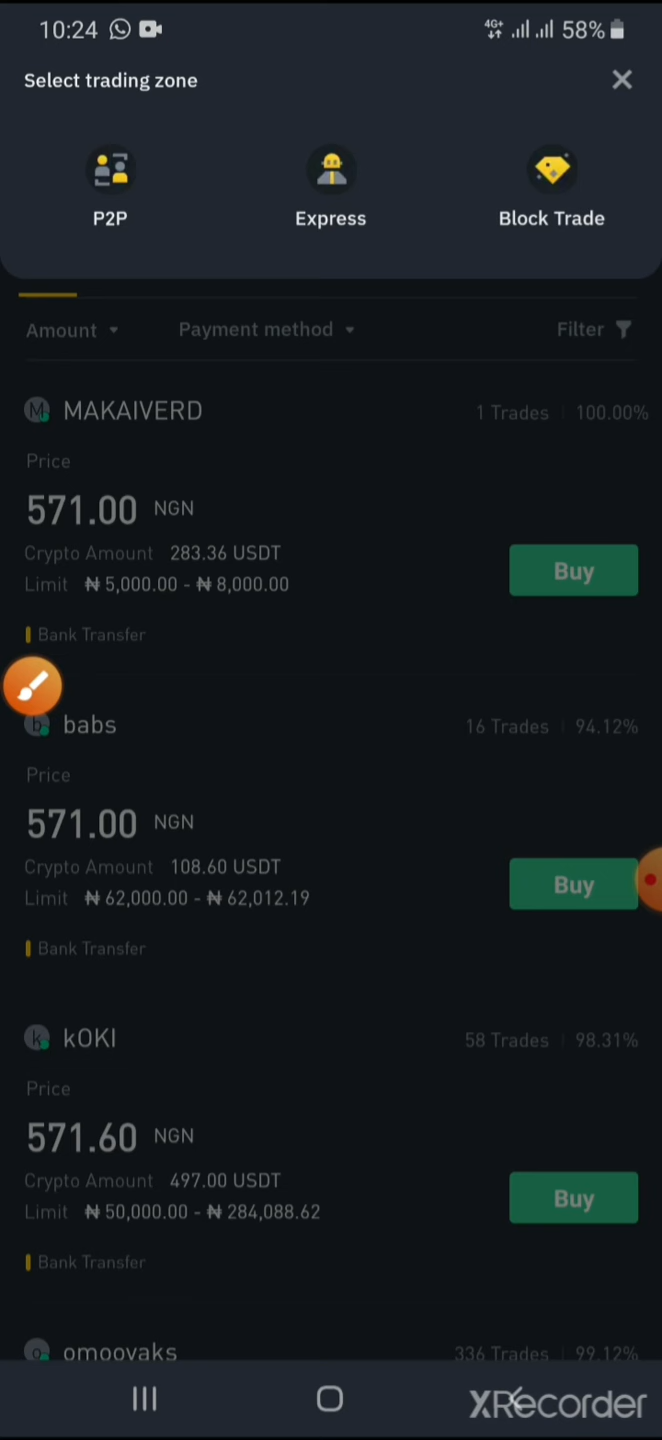 10:24 4G+ 58%
Select trading zone
P2P Express Block Trade
Amount Payment method Filter
M MAKAIVERD 1 Trades | 100.00%
Price
571.00 NGN
Crypto Amount 283.36 USDT
Limit ₦ 5,000.00 - ₦ 8,000.00
Buy
Bank Transfer
b babs 16 Trades | 94.12%
Price
571.00 NGN
Crypto Amount 108.60 USDT
Limit ₦ 62,000.00 - ₦ 62,012.19
Buy
Bank Transfer
k kOKI 58 Trades | 98.31%
Price
571.60 NGN
Crypto Amount 497.00 USDT
Limit ₦ 50,000.00 - ₦ 284,088.62
Buy
Bank Transfer
o omoovaks 336 Trades | 99.12%
XRecorder